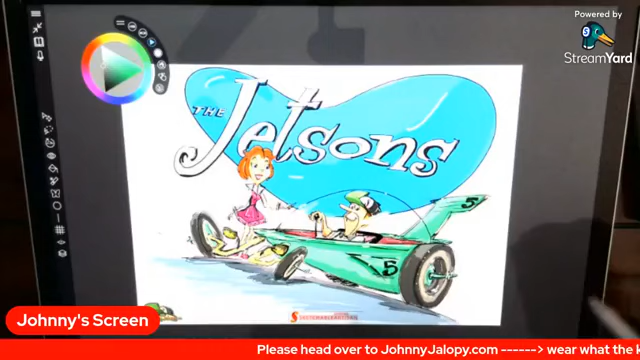 Powered by
StreamYard
THE
Jetsons
5
5
Johnny's Screen
Please head over to JohnnyJalopy.com ------> wear what the k